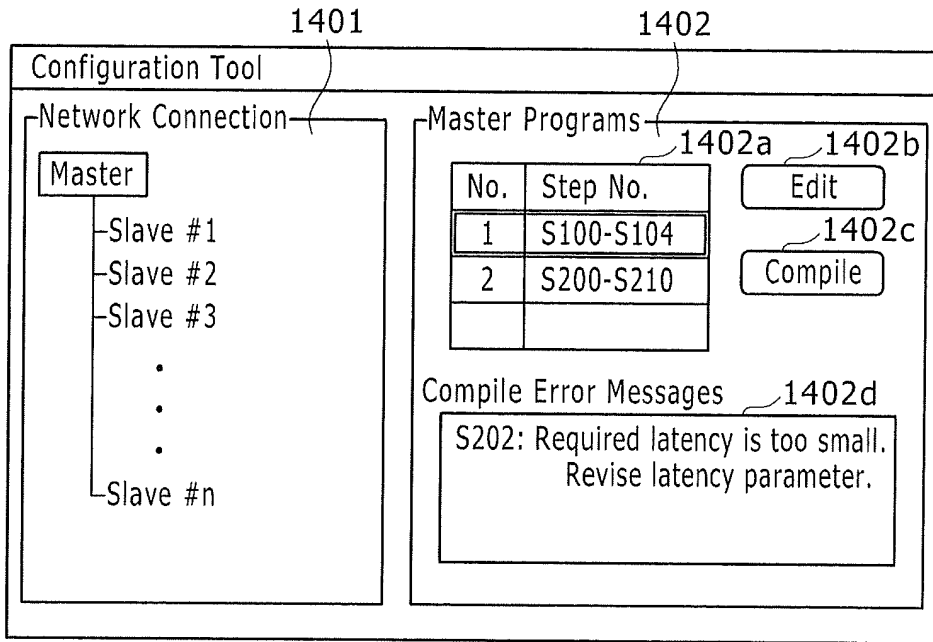 1401
1402
Configuration Tool
Network Connection
Master
Slave #1
Slave #2
Slave #3
Slave #n
Master Programs
1402a
1402b
No. Step No.
Edit
1 S100-S104
1402c
2 S200-S210
Compile
Compile Error Messages
1402d
S202: Required latency is too small.
Revise latency parameter.